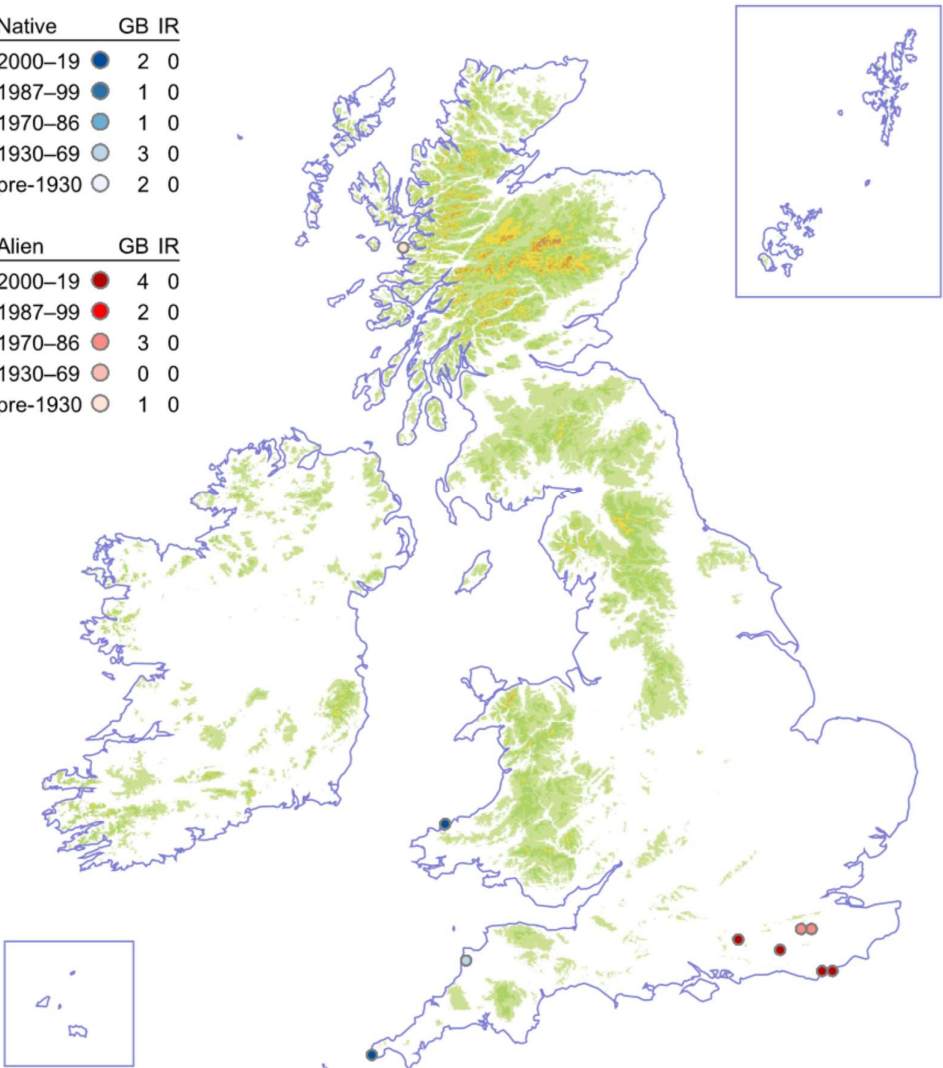 Native GB IR
2000–19 2 0
1987–99 1 0
1970–86 1 0
1930–69 3 0
pre-1930 2 0
Alien GB IR
2000–19 4 0
1987–99 2 0
1970–86 3 0
1930–69 0 0
pre-1930 1 0